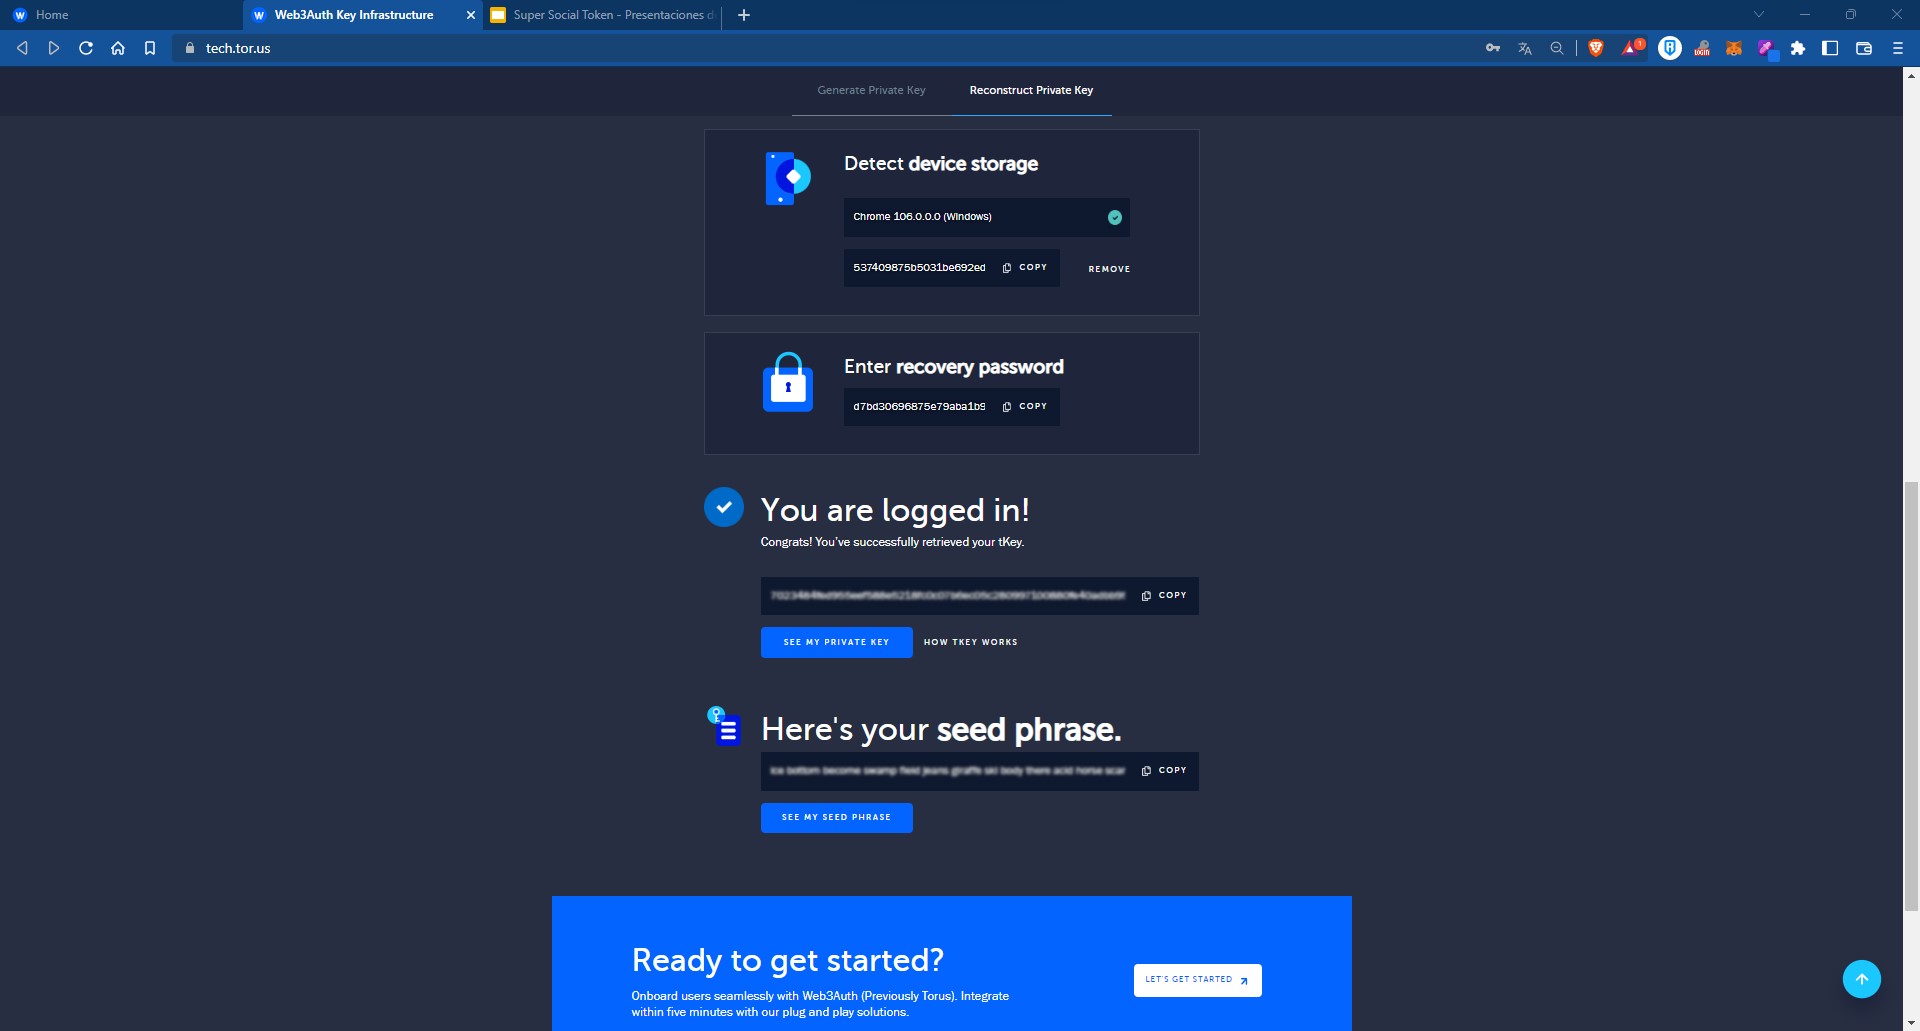 Home
Web3Auth Key Infrastructure
Super Social Token - Presentaciones d
tech.tor.us
1
LOGIN
Generate Private Key
Reconstruct Private Key
Detect device storage
Chrome 106.0.0.0 (Windows)
537409875b5031be692ed COPY REMOVE
Enter recovery password
d7bd30696875e79aba1b9 COPY
You are logged in!
Congrats! You've successfully retrieved your tKey.
COPY
SEE MY PRIVATE KEY HOW TKEY WORKS
Here's your seed phrase.
COPY
SEE MY SEED PHRASE
Ready to get started?
Onboard users seamlessly with Web3Auth (Previously Torus). Integrate
within five minutes with our plug and play solutions.
LET'S GET STARTED